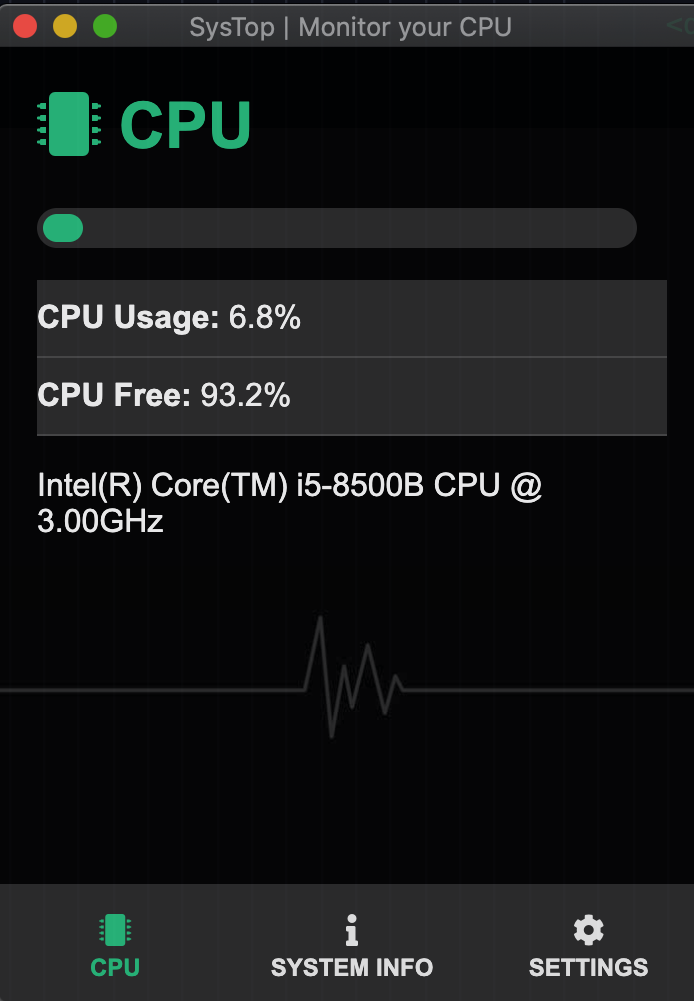 SysTop | Monitor your CPU
CPU
CPU Usage: 6.8%
CPU Free: 93.2%
Intel(R) Core(TM) i5-8500B CPU @
3.00GHz
CPU
SYSTEM INFO
SETTINGS